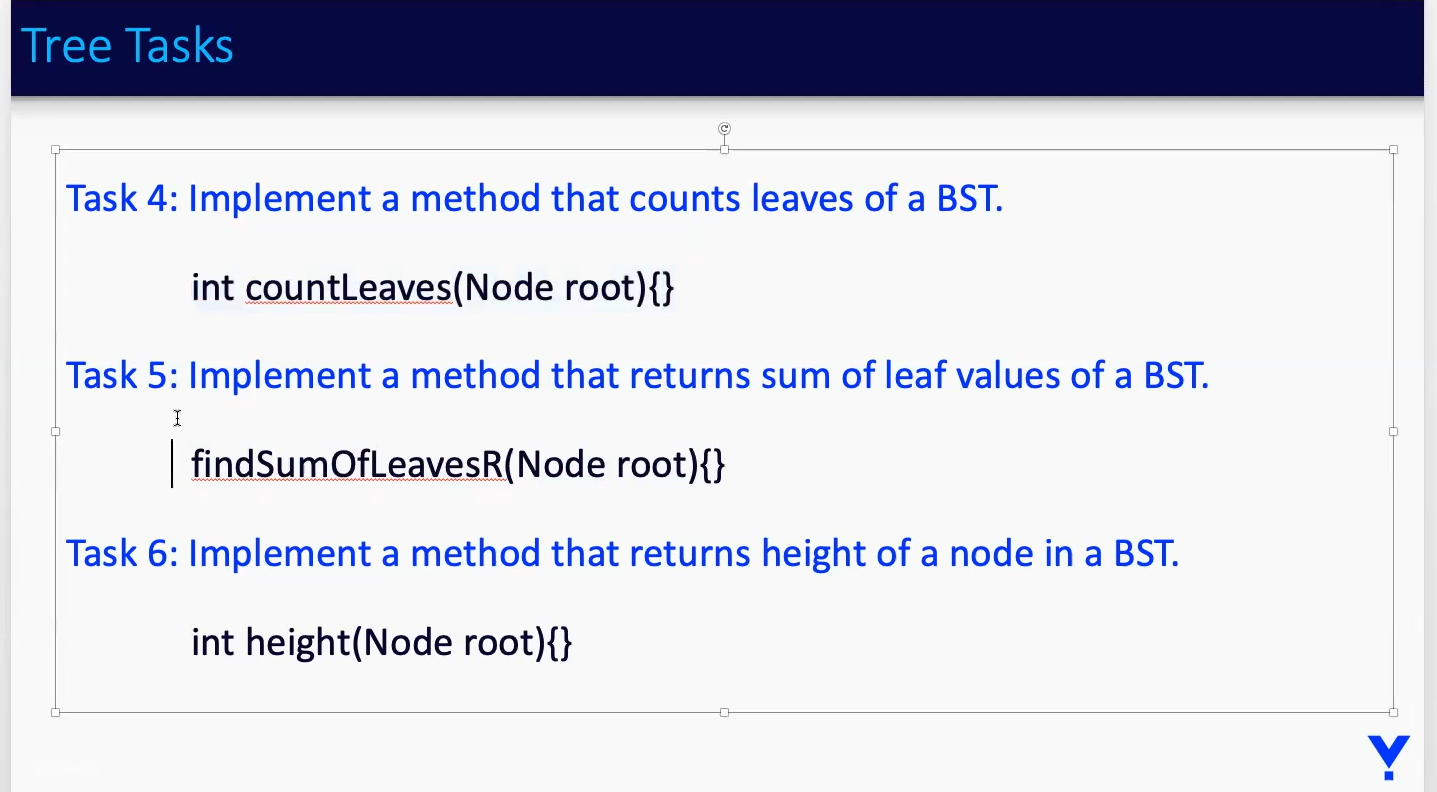 Tree Tasks
Task 4: Implement a method that counts leaves of a BST.
int countLeaves(Node root){}
Task 5: Implement a method that returns sum of leaf values of a BST.
findSumOfLeavesR(Node root){}
Task 6: Implement a method that returns height of a node in a BST.
int height(Node root){}